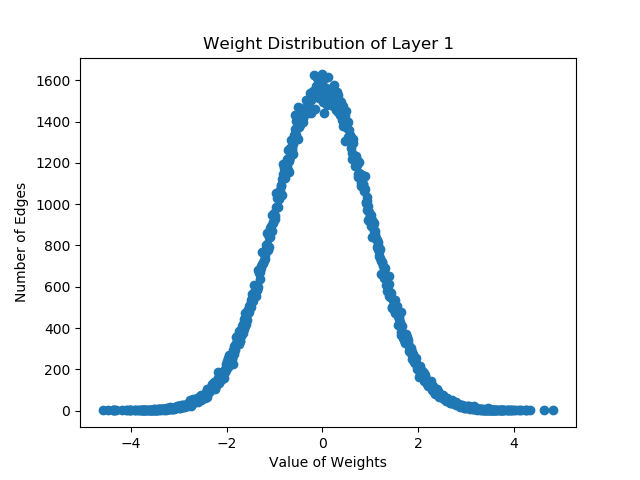 Weight Distribution of Layer 1
1600
1400
1200
1000
800
600
400
200
0
−4 −2 0 2 4
Number of Edges
Value of Weights